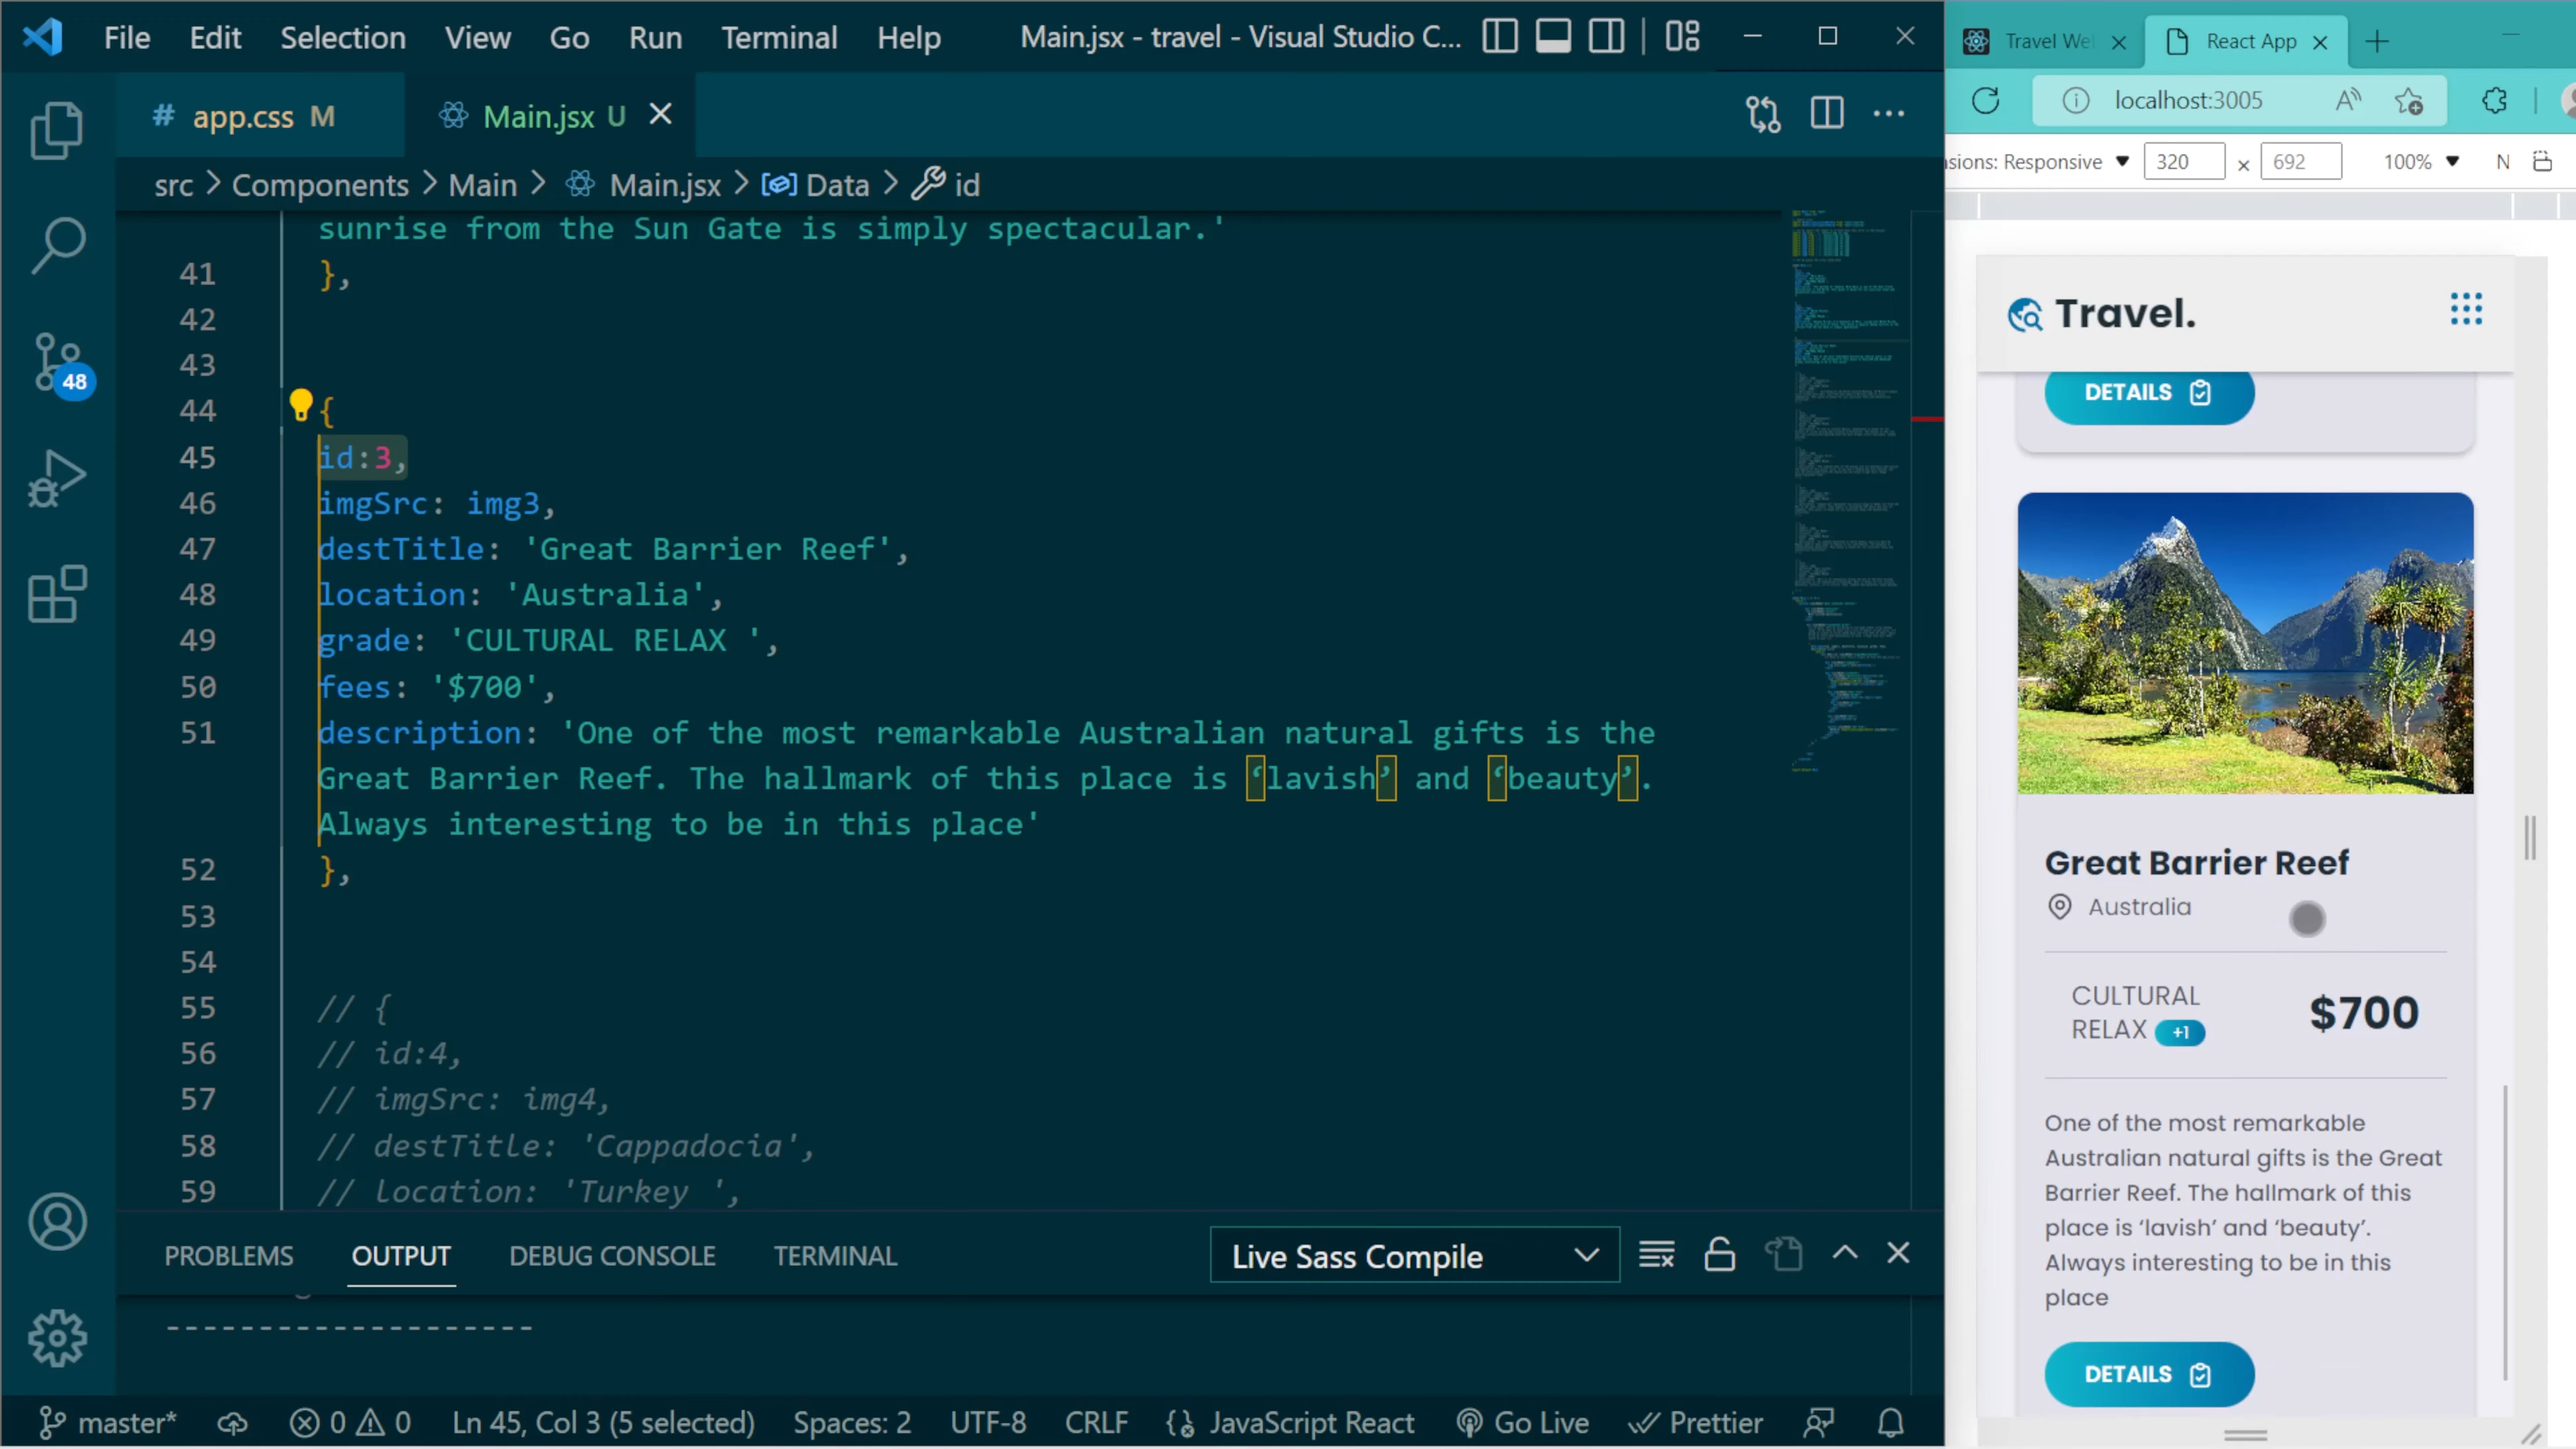 File Edit Selection View Go Run Terminal Help Main.jsx - travel - Visual Studio C...
# app.css M Main.jsx U
src > Components > Main > Main.jsx > Data > id
sunrise from the Sun Gate is simply spectacular.'
41 },
42
43
44 {
45 id:3,
46 imgSrc: img3,
47 destTitle: 'Great Barrier Reef',
48 location: 'Australia',
49 grade: 'CULTURAL RELAX ',
50 fees: '$700',
51 description: 'One of the most remarkable Australian natural gifts is the
Great Barrier Reef. The hallmark of this place is ‘lavish’ and ‘beauty’.
Always interesting to be in this place'
52 },
53
54
55 // {
56 // id:4,
57 // imgSrc: img4,
58 // destTitle: 'Cappadocia',
59 // location: 'Turkey ',
48
PROBLEMS OUTPUT DEBUG CONSOLE TERMINAL Live Sass Compile
--------------------
master* 0 0 Ln 45, Col 3 (5 selected) Spaces: 2 UTF-8 CRLF JavaScript React Go Live Prettier
Travel We React App
localhost:3005
sions: Responsive 320 x 692 100% N
Travel.
DETAILS
Great Barrier Reef
Australia
CULTURAL
RELAX +1
$700
One of the most remarkable
Australian natural gifts is the Great
Barrier Reef. The hallmark of this
place is ‘lavish’ and ‘beauty’.
Always interesting to be in this
place
DETAILS